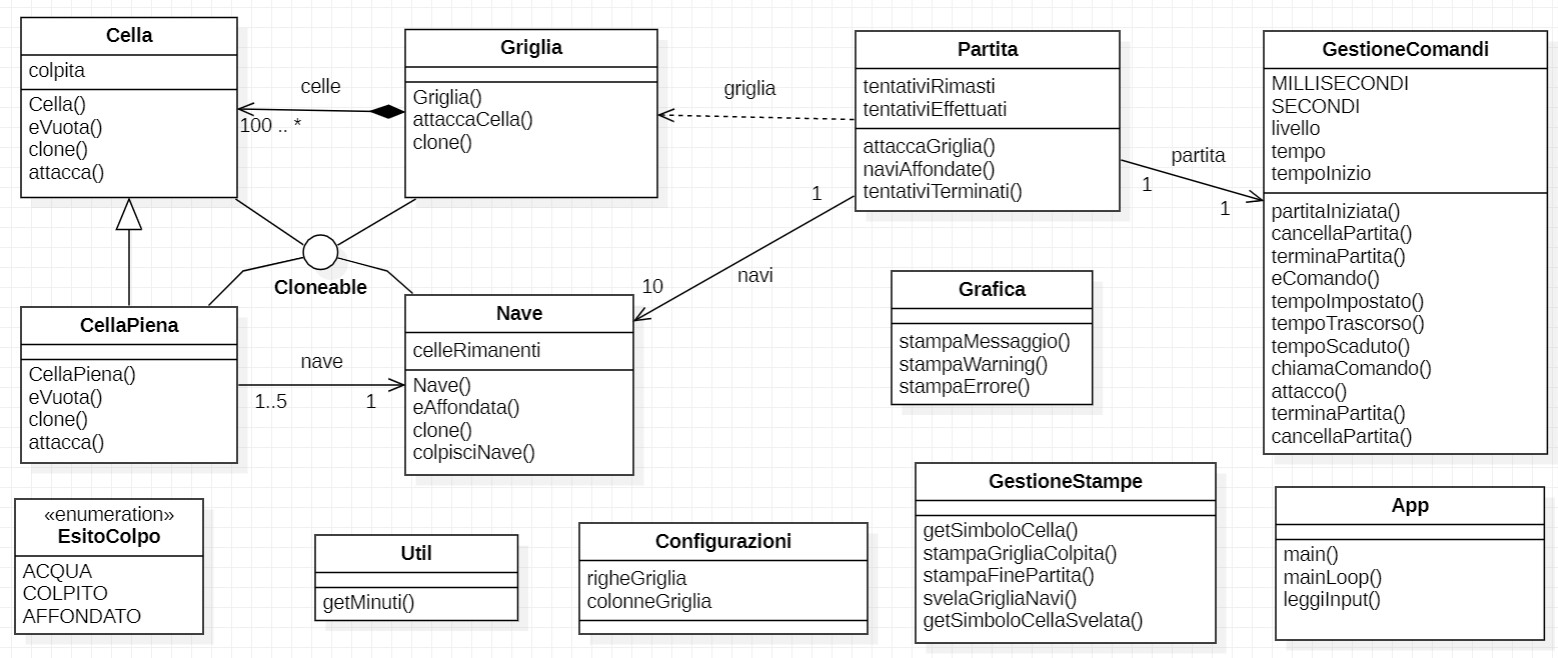 Cella
colpita
Cella()
eVuota()
clone()
attacca()
celle
100 .. *
Griglia
Griglia()
attaccaCella()
clone()
griglia
Partita
tentativiRimasti
tentativiEffettuati
attaccaGriglia()
naviAffondate()
tentativiTerminati()
partita
1
1
GestioneComandi
MILLISECONDI
SECONDI
livello
tempo
tempoInizio
partitaIniziata()
cancellaPartita()
terminaPartita()
eComando()
tempoImpostato()
tempoTrascorso()
tempoScaduto()
chiamaComando()
attacco()
terminaPartita()
cancellaPartita()
Cloneable
1
navi
10
CellaPiena
CellaPiena()
eVuota()
clone()
attacca()
nave
1..5
1
Nave
celleRimanenti
Nave()
eAffondata()
clone()
colpisciNave()
Grafica
stampaMessaggio()
stampaWarning()
stampaErrore()
«enumeration»
EsitoColpo
ACQUA
COLPITO
AFFONDATO
Util
getMinuti()
Configurazioni
righeGriglia
colonneGriglia
GestioneStampe
getSimboloCella()
stampaGrigliaColpita()
stampaFinePartita()
svelaGrigliaNavi()
getSimboloCellaSvelata()
App
main()
mainLoop()
leggiInput()